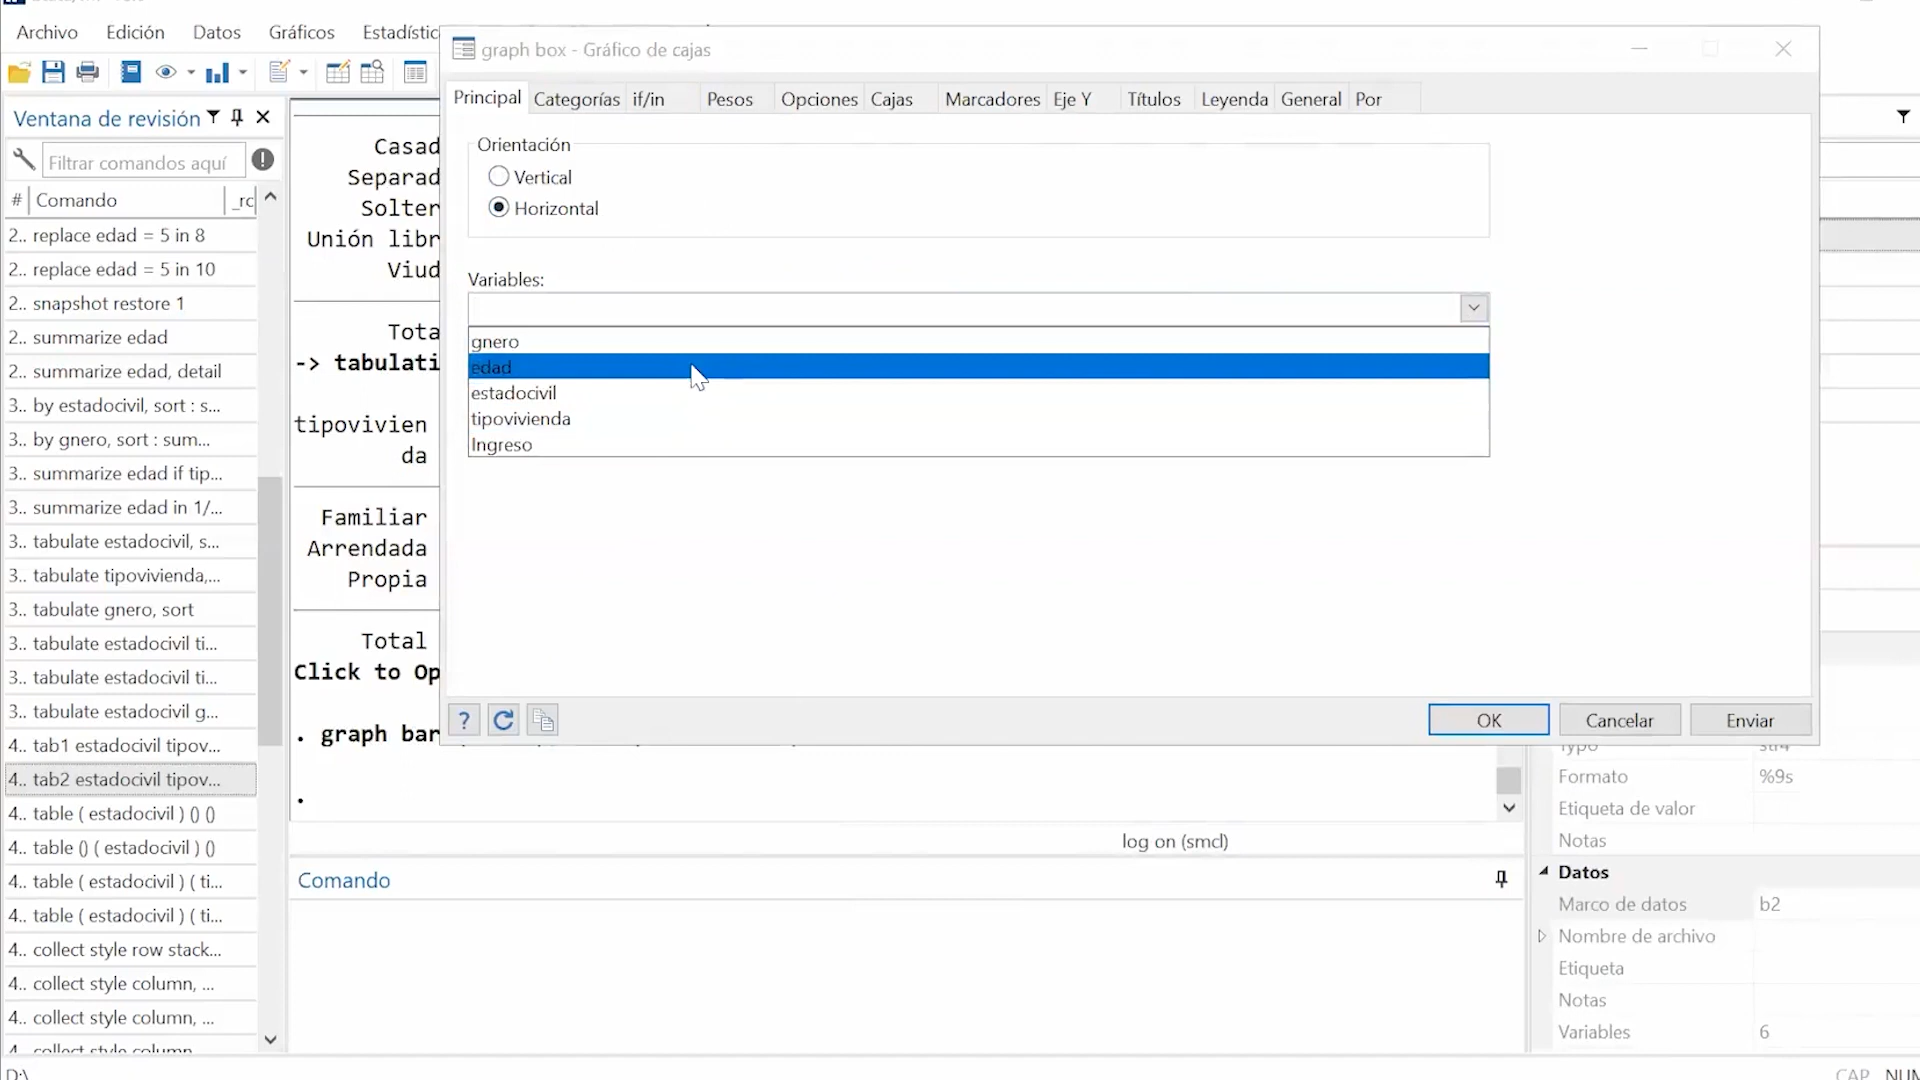 Archivo Edición Datos Gráficos
graph box - Gráfico de cajas
Principal Categorías if/in Pesos Opciones Cajas Marcadores Eje Y Títulos Leyenda General Por
Ventana de revisión
Filtrar comandos aquí
# Comando _rc
2.. replace edad = 5 in 8
2.. replace edad = 5 in 10
2.. snapshot restore 1
2.. summarize edad
2.. summarize edad, detail
3.. by estadocivil, sort : s...
3.. by gnero, sort : sum...
3.. summarize edad if tip...
3.. summarize edad in 1/...
3.. tabulate estadocivil, s...
3.. tabulate tipovivienda,...
3.. tabulate gnero, sort
3.. tabulate estadocivil ti...
3.. tabulate estadocivil ti...
3.. tabulate estadocivil g...
4.. tab1 estadocivil tipov...
4.. tab2 estadocivil tipov...
4.. table ( estadocivil ) () ()
4.. table () ( estadocivil ) ()
4.. table ( estadocivil ) ( ti...
4.. table ( estadocivil ) ( ti...
4.. collect style row stack...
4.. collect style column, ...
4.. collect style column, ...
D:\
Casad
Separad
Solter
Unión libr
Viud
Tota
-> tabulati
tipovivien
da
Familiar
Arrendada
Propia
Total
Click to Op
. graph bar
.
Orientación
Vertical
Horizontal
Variables:
gnero
edad
estadocivil
tipovivienda
Ingreso
?
OK Cancelar Enviar
log on (smcl)
Comando
Formato %9s
Etiqueta de valor
Notas
Datos
Marco de datos b2
Nombre de archivo
Etiqueta
Notas
Variables 6
CAP NUM